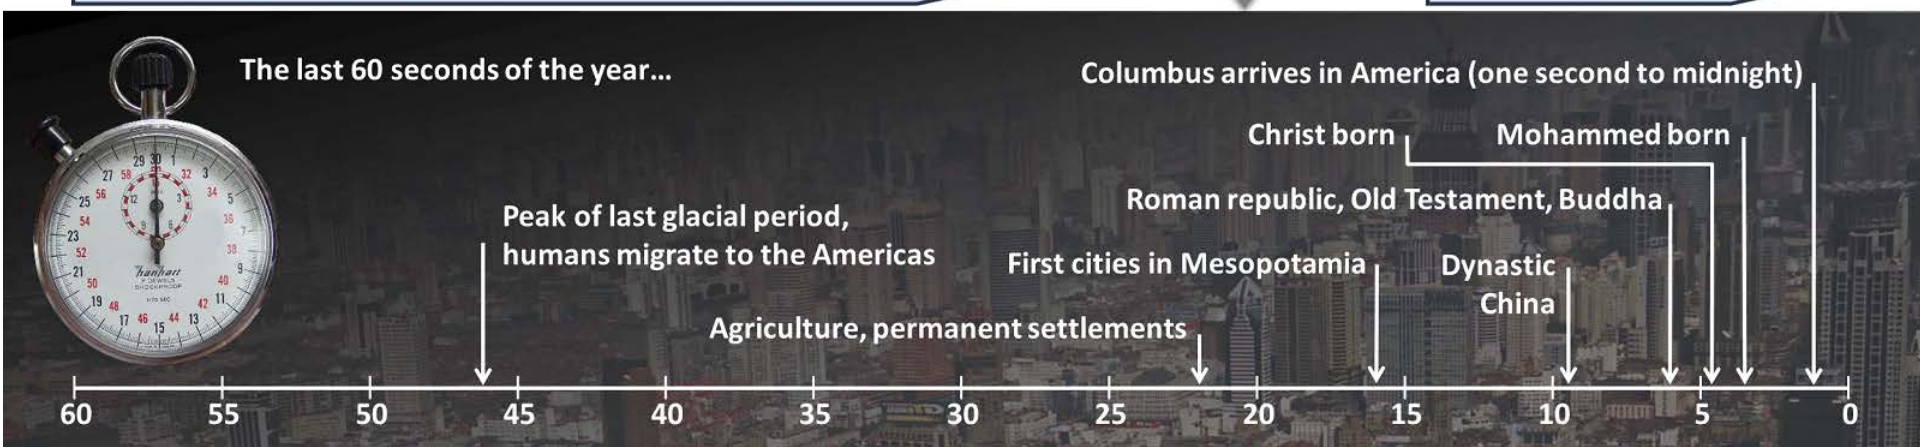 The last 60 seconds of the year...
Columbus arrives in America (one second to midnight)
Christ born
Mohammed born
Roman republic, Old Testament, Buddha
Peak of last glacial period,
humans migrate to the Americas
First cities in Mesopotamia
Dynastic
China
Agriculture, permanent settlements
60 55 50 45 40 35 30 25 20 15 10 5 0
hanhart